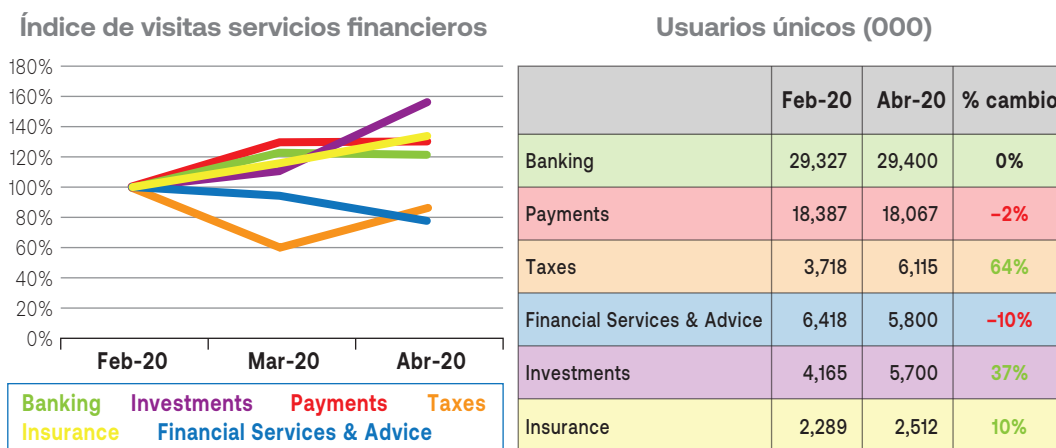 Índice de visitas servicios financieros
180%
160%
140%
120%
100%
80%
60%
40%
20%
0%
Feb-20 Mar-20 Abr-20
Banking Investments Payments Taxes
Insurance Financial Services & Advice
Usuarios únicos (000)
Feb-20 Abr-20 % cambio
Banking 29,327 29,400 0%
Payments 18,387 18,067 –2%
Taxes 3,718 6,115 64%
Financial Services & Advice 6,418 5,800 –10%
Investments 4,165 5,700 37%
Insurance 2,289 2,512 10%